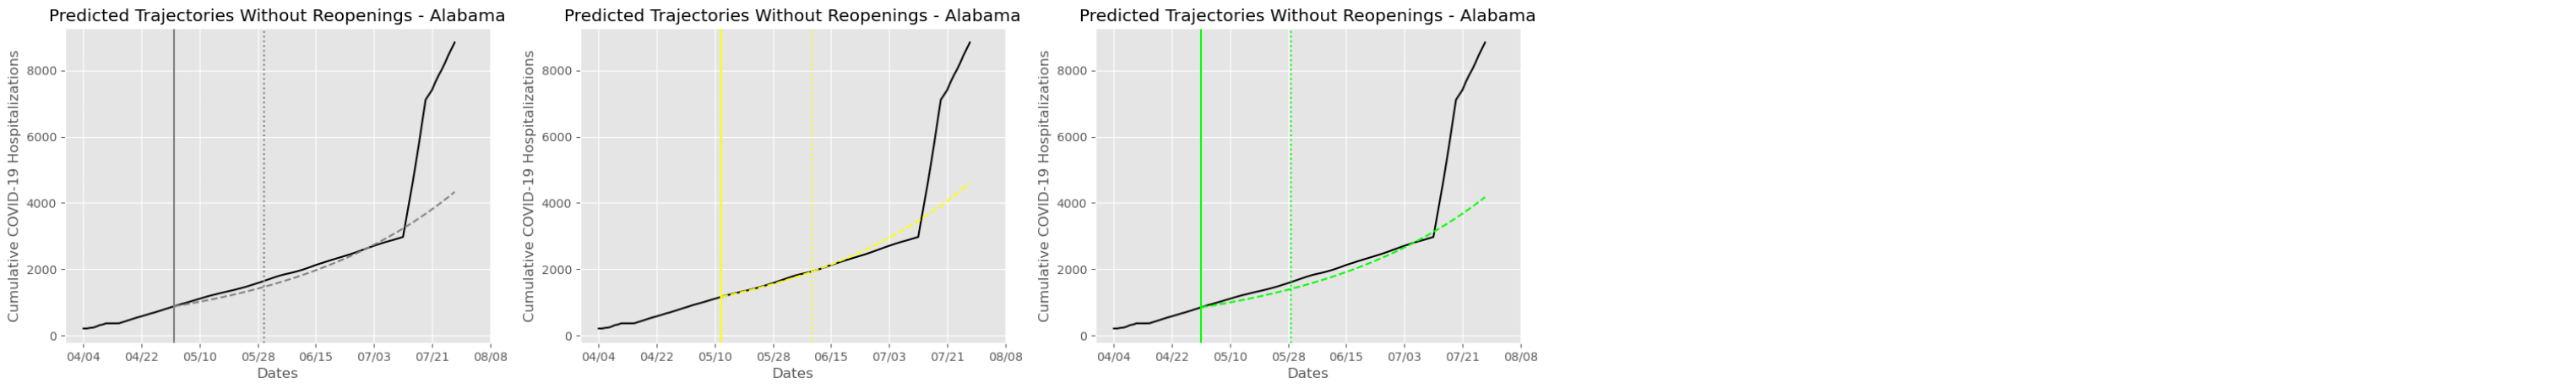 Predicted Trajectories Without Reopenings - Alabama
Cumulative COVID-19 Hospitalizations
8000
6000
4000
2000
0
04/04 04/22 05/10 05/28 06/15 07/03 07/21 08/08
Dates
Predicted Trajectories Without Reopenings - Alabama
Cumulative COVID-19 Hospitalizations
8000
6000
4000
2000
0
04/04 04/22 05/10 05/28 06/15 07/03 07/21 08/08
Dates
Predicted Trajectories Without Reopenings - Alabama
Cumulative COVID-19 Hospitalizations
8000
6000
4000
2000
0
04/04 04/22 05/10 05/28 06/15 07/03 07/21 08/08
Dates